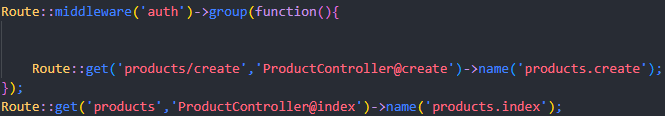 Route::middleware('auth')->group(function(){
Route::get('products/create','ProductController@create')->name('products.create');
});
Route::get('products','ProductController@index')->name('products.index');